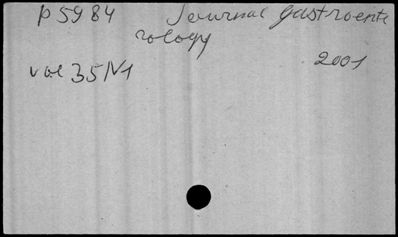 p 5984 Journal gastroente
rology
vol 35 N1 2001